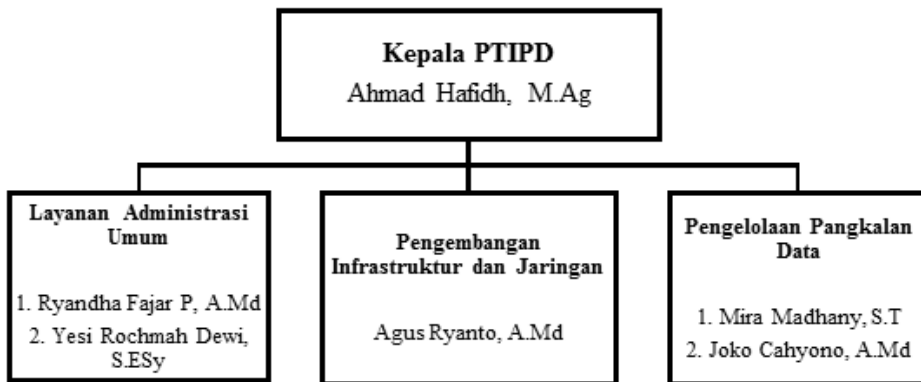 Kepala PTIPD
Ahmad Hafidh, M.Ag
Layanan Administrasi
Umum
1. Ryandha Fajar P, A.Md
2. Yesi Rochmah Dewi,
S.ESy
Pengembangan
Infrastruktur dan Jaringan
Agus Ryanto, A.Md
Pengelolaan Pangkalan
Data
1. Mira Madhany, S.T
2. Joko Cahyono, A.Md